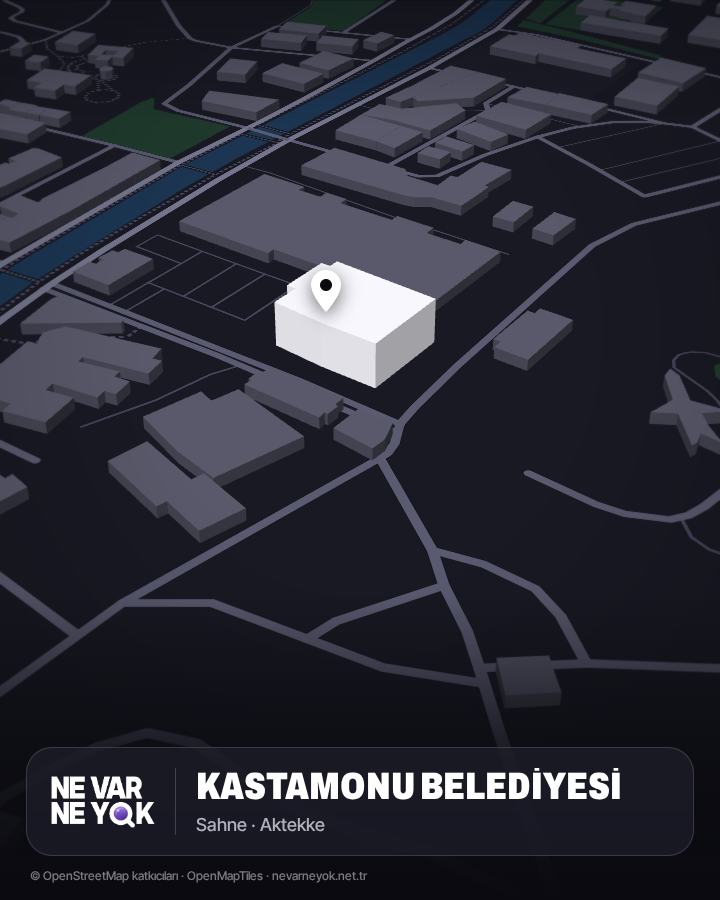 NE VAR
NE YOK
KASTAMONU BELEDİYESİ
Sahne · Aktekke
© OpenStreetMap katkıcıları · OpenMapTiles · nevarneyok.net.tr